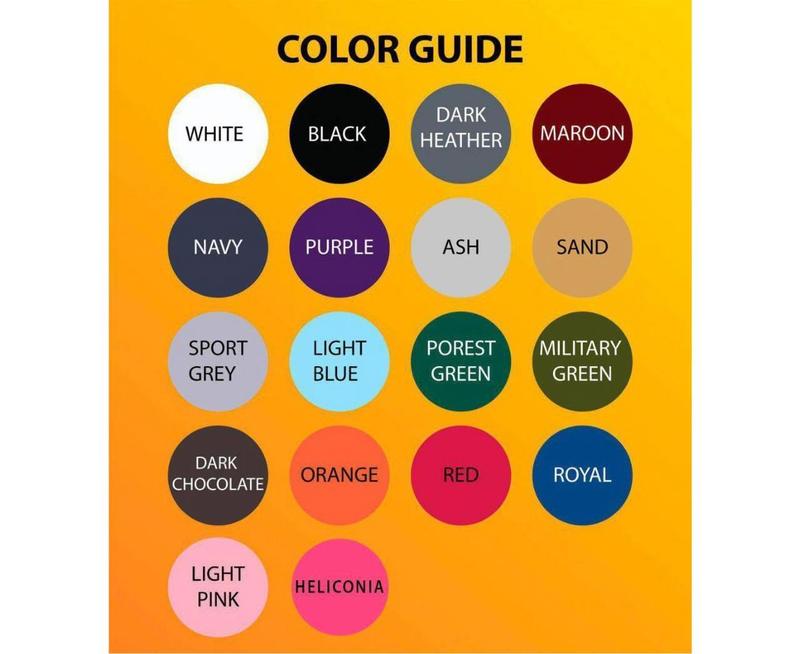 COLOR GUIDE
WHITE
BLACK
DARK
HEATHER
MAROON
NAVY
PURPLE
ASH
SAND
SPORT
GREY
LIGHT
BLUE
POREST
GREEN
MILITARY
GREEN
DARK
CHOCOLATE
ORANGE
RED
ROYAL
LIGHT
PINK
HELICONIA